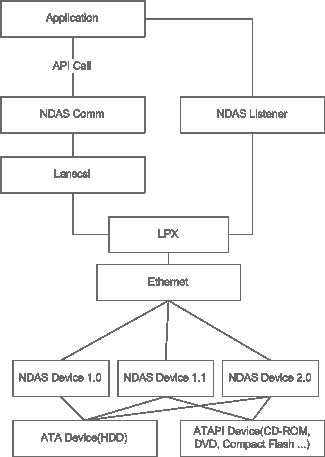 Application
API Call
NDAS Comm
NDAS Listener
Lanscsi
LPX
Ethernet
NDAS Device 1.0
NDAS Device 1.1
NDAS Device 2.0
ATA Device(HDD)
ATAPI Device(CD-ROM,
DVD, Compact Flash ...)